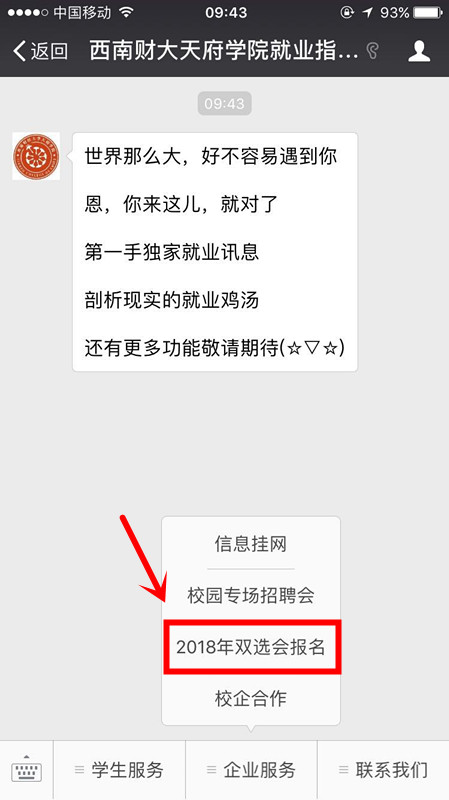 中国移动 09:43 93%
返回 西南财大天府学院就业指...
09:43
世界那么大，好不容易遇到你
恩，你来这儿，就对了
第一手独家就业讯息
剖析现实的就业鸡汤
还有更多功能敬请期待(☆▽☆)
信息挂网
校园专场招聘会
2018年双选会报名
校企合作
学生服务 企业服务 联系我们